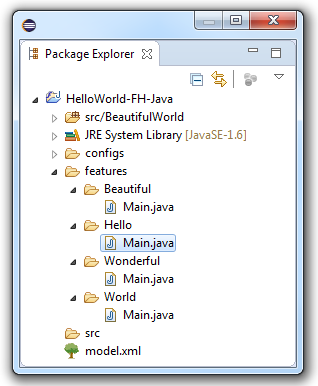 Package Explorer
HelloWorld-FH-Java
src/BeautifulWorld
JRE System Library [JavaSE-1.6]
configs
features
Beautiful
Main.java
Hello
Main.java
Wonderful
Main.java
World
Main.java
src
model.xml